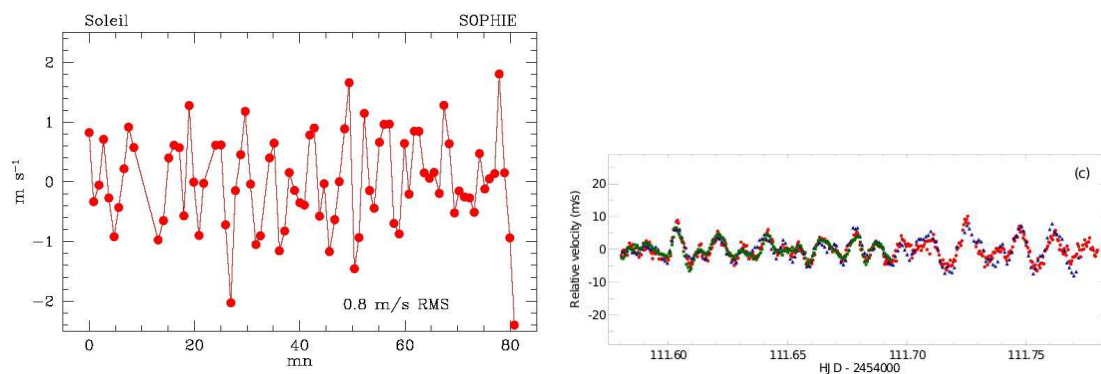 Soleil SOPHIE
2
1
0
-1
-2
m s⁻¹
0.8 m/s RMS
0 20 40 60 80
mn
(c)
20
10
0
-10
-20
Relative velocity (m/s)
111.60 111.65 111.70 111.75
HJD - 2454000